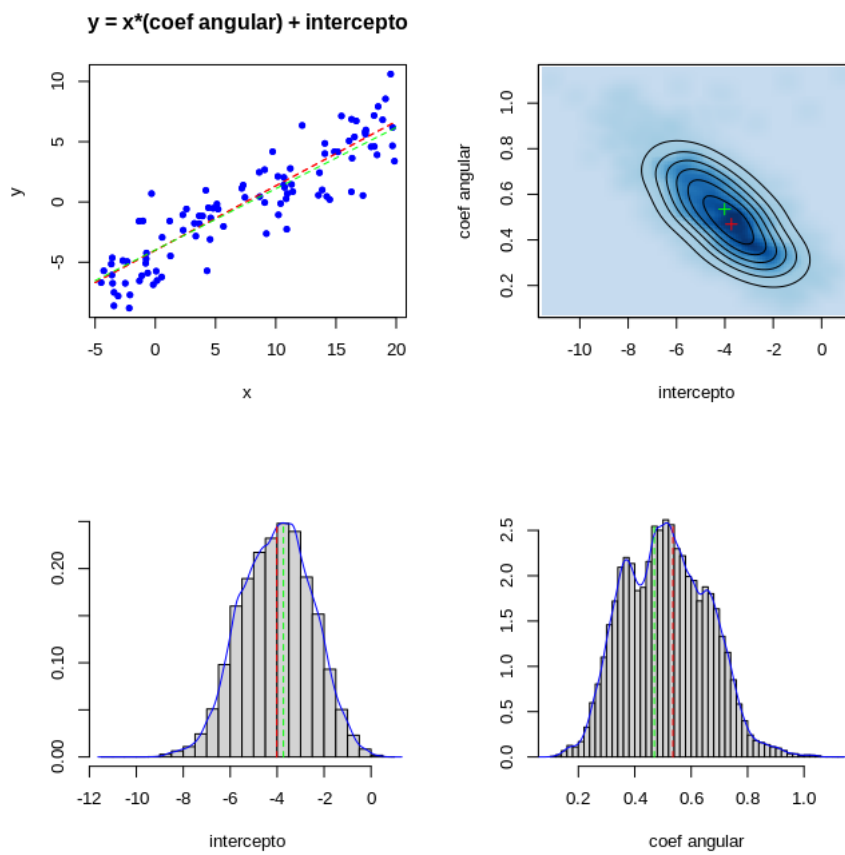 y = x*(coef angular) + intercepto
y
10
5
0
-5
-5 0 5 10 15 20
x
coef angular
1.0
0.8
0.6
0.4
0.2
-10 -8 -6 -4 -2 0
intercepto
0.20
0.10
0.00
-12 -10 -8 -6 -4 -2 0
intercepto
2.5
2.0
1.5
1.0
0.5
0.0
0.2 0.4 0.6 0.8 1.0
coef angular